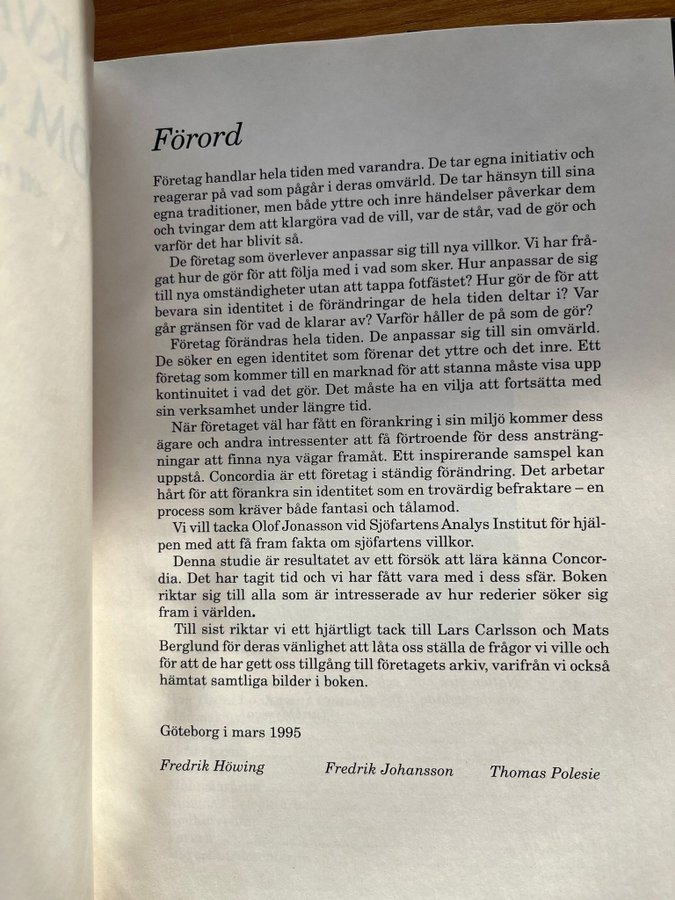 Förord
Företag handlar hela tiden med varandra. De tar egna initiativ och
reagerar på vad som pågår i deras omvärld. De tar hänsyn till sina
egna traditioner, men både yttre och inre händelser påverkar dem
och tvingar dem att klargöra vad de vill, var de står, vad de gör och
varför det har blivit så.
De företag som överlever anpassar sig till nya villkor. Vi har frå-
gat hur de gör för att följa med i vad som sker. Hur anpassar de sig
till nya omständigheter utan att tappa fotfästet? Hur gör de för att
bevara sin identitet i de förändringar de hela tiden deltar i? Var
går gränsen för vad de klarar av? Varför håller de på som de gör?
Företag förändras hela tiden. De anpassar sig till sin omvärld.
De söker en egen identitet som förenar det yttre och det inre. Ett
företag som kommer till en marknad för att stanna måste visa upp
kontinuitet i vad det gör. Det måste ha en vilja att fortsätta med
sin verksamhet under längre tid.
När företaget väl har fått en förankring i sin miljö kommer dess
ägare och andra intressenter att få förtroende för dess ansträng-
ningar att finna nya vägar framåt. Ett inspirerande samspel kan
uppstå. Concordia är ett företag i ständig förändring. Det arbetar
hårt för att förankra sin identitet som en trovärdig befraktare – en
process som kräver både fantasi och tålamod.
Vi vill tacka Olof Jonasson vid Sjöfartens Analys Institut för hjäl-
pen med att få fram fakta om sjöfartens villkor.
Denna studie är resultatet av ett försök att lära känna Concor-
dia. Det har tagit tid och vi har fått vara med i dess sfär. Boken
riktar sig till alla som är intresserade av hur rederier söker sig
fram i världen.
Till sist riktar vi ett hjärtligt tack till Lars Carlsson och Mats
Berglund för deras vänlighet att låta oss ställa de frågor vi ville och
för att de har gett oss tillgång till företagets arkiv, varifrån vi också
hämtat samtliga bilder i boken.
Göteborg i mars 1995
Fredrik Höwing Fredrik Johansson Thomas Polesie